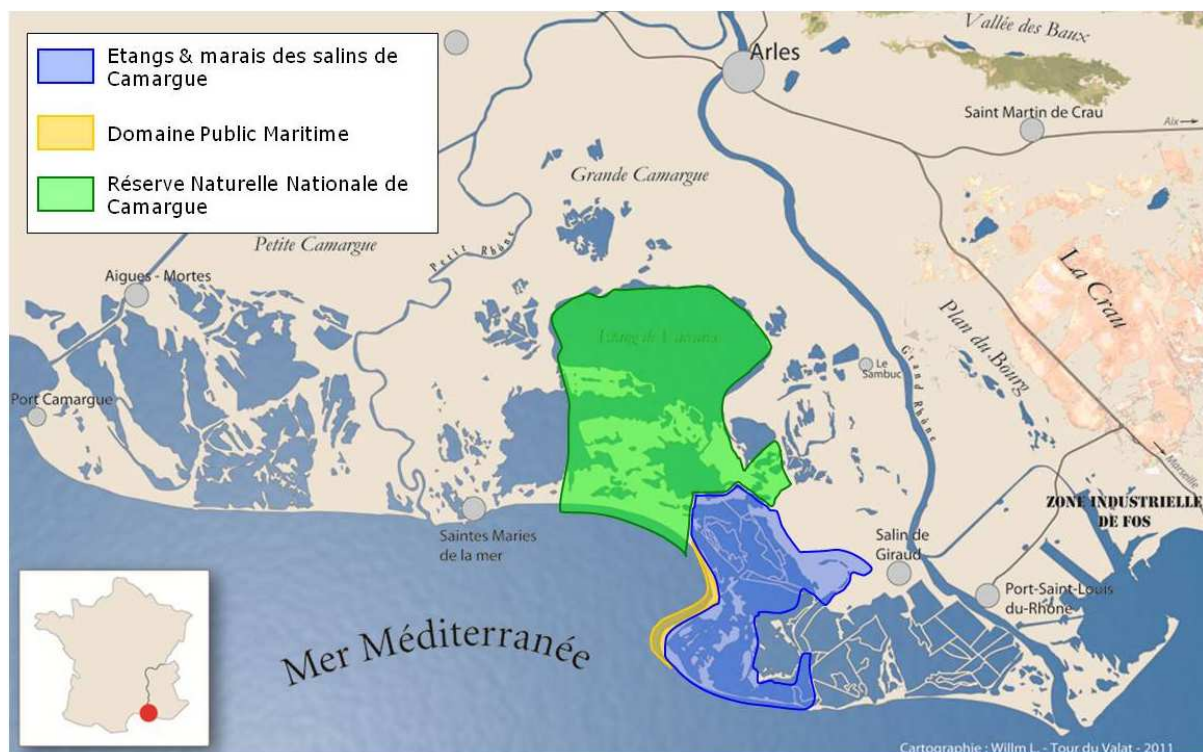 Etangs & marais des salins de
Camargue
Domaine Public Maritime
Réserve Naturelle Nationale de
Camargue
Vallée des Baux
Arles
Saint Martin de Crau
Aix
Grande Camargue
Petite Camargue
Petit Rhône
Aigues - Mortes
La Crau
Plan du Bourg
Etang de Vaccarès
Le
Sambuc
Grand Rhône
Port Camargue
Marseille
ZONE INDUSTRIELLE
DE FOS
Saintes Maries
de la mer
Salin de
Giraud
Port-Saint-Louis
du-Rhône
Mer Méditerranée
Cartographie : Willm L. - Tour du Valat - 2011